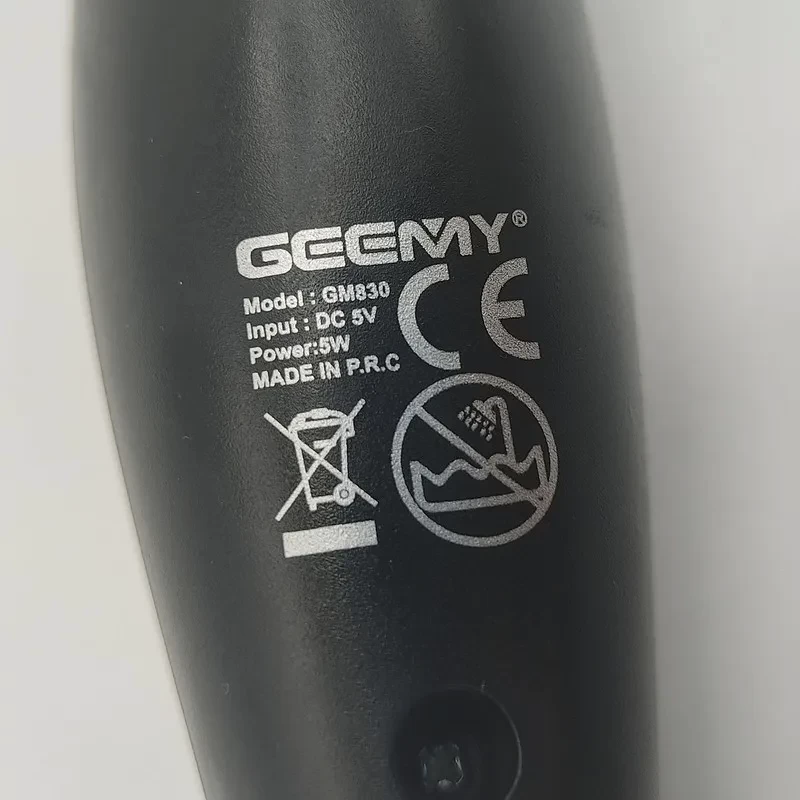 GEEMY®
Model : GM830
Input : DC 5V
Power:5W
MADE IN P.R.C
CE